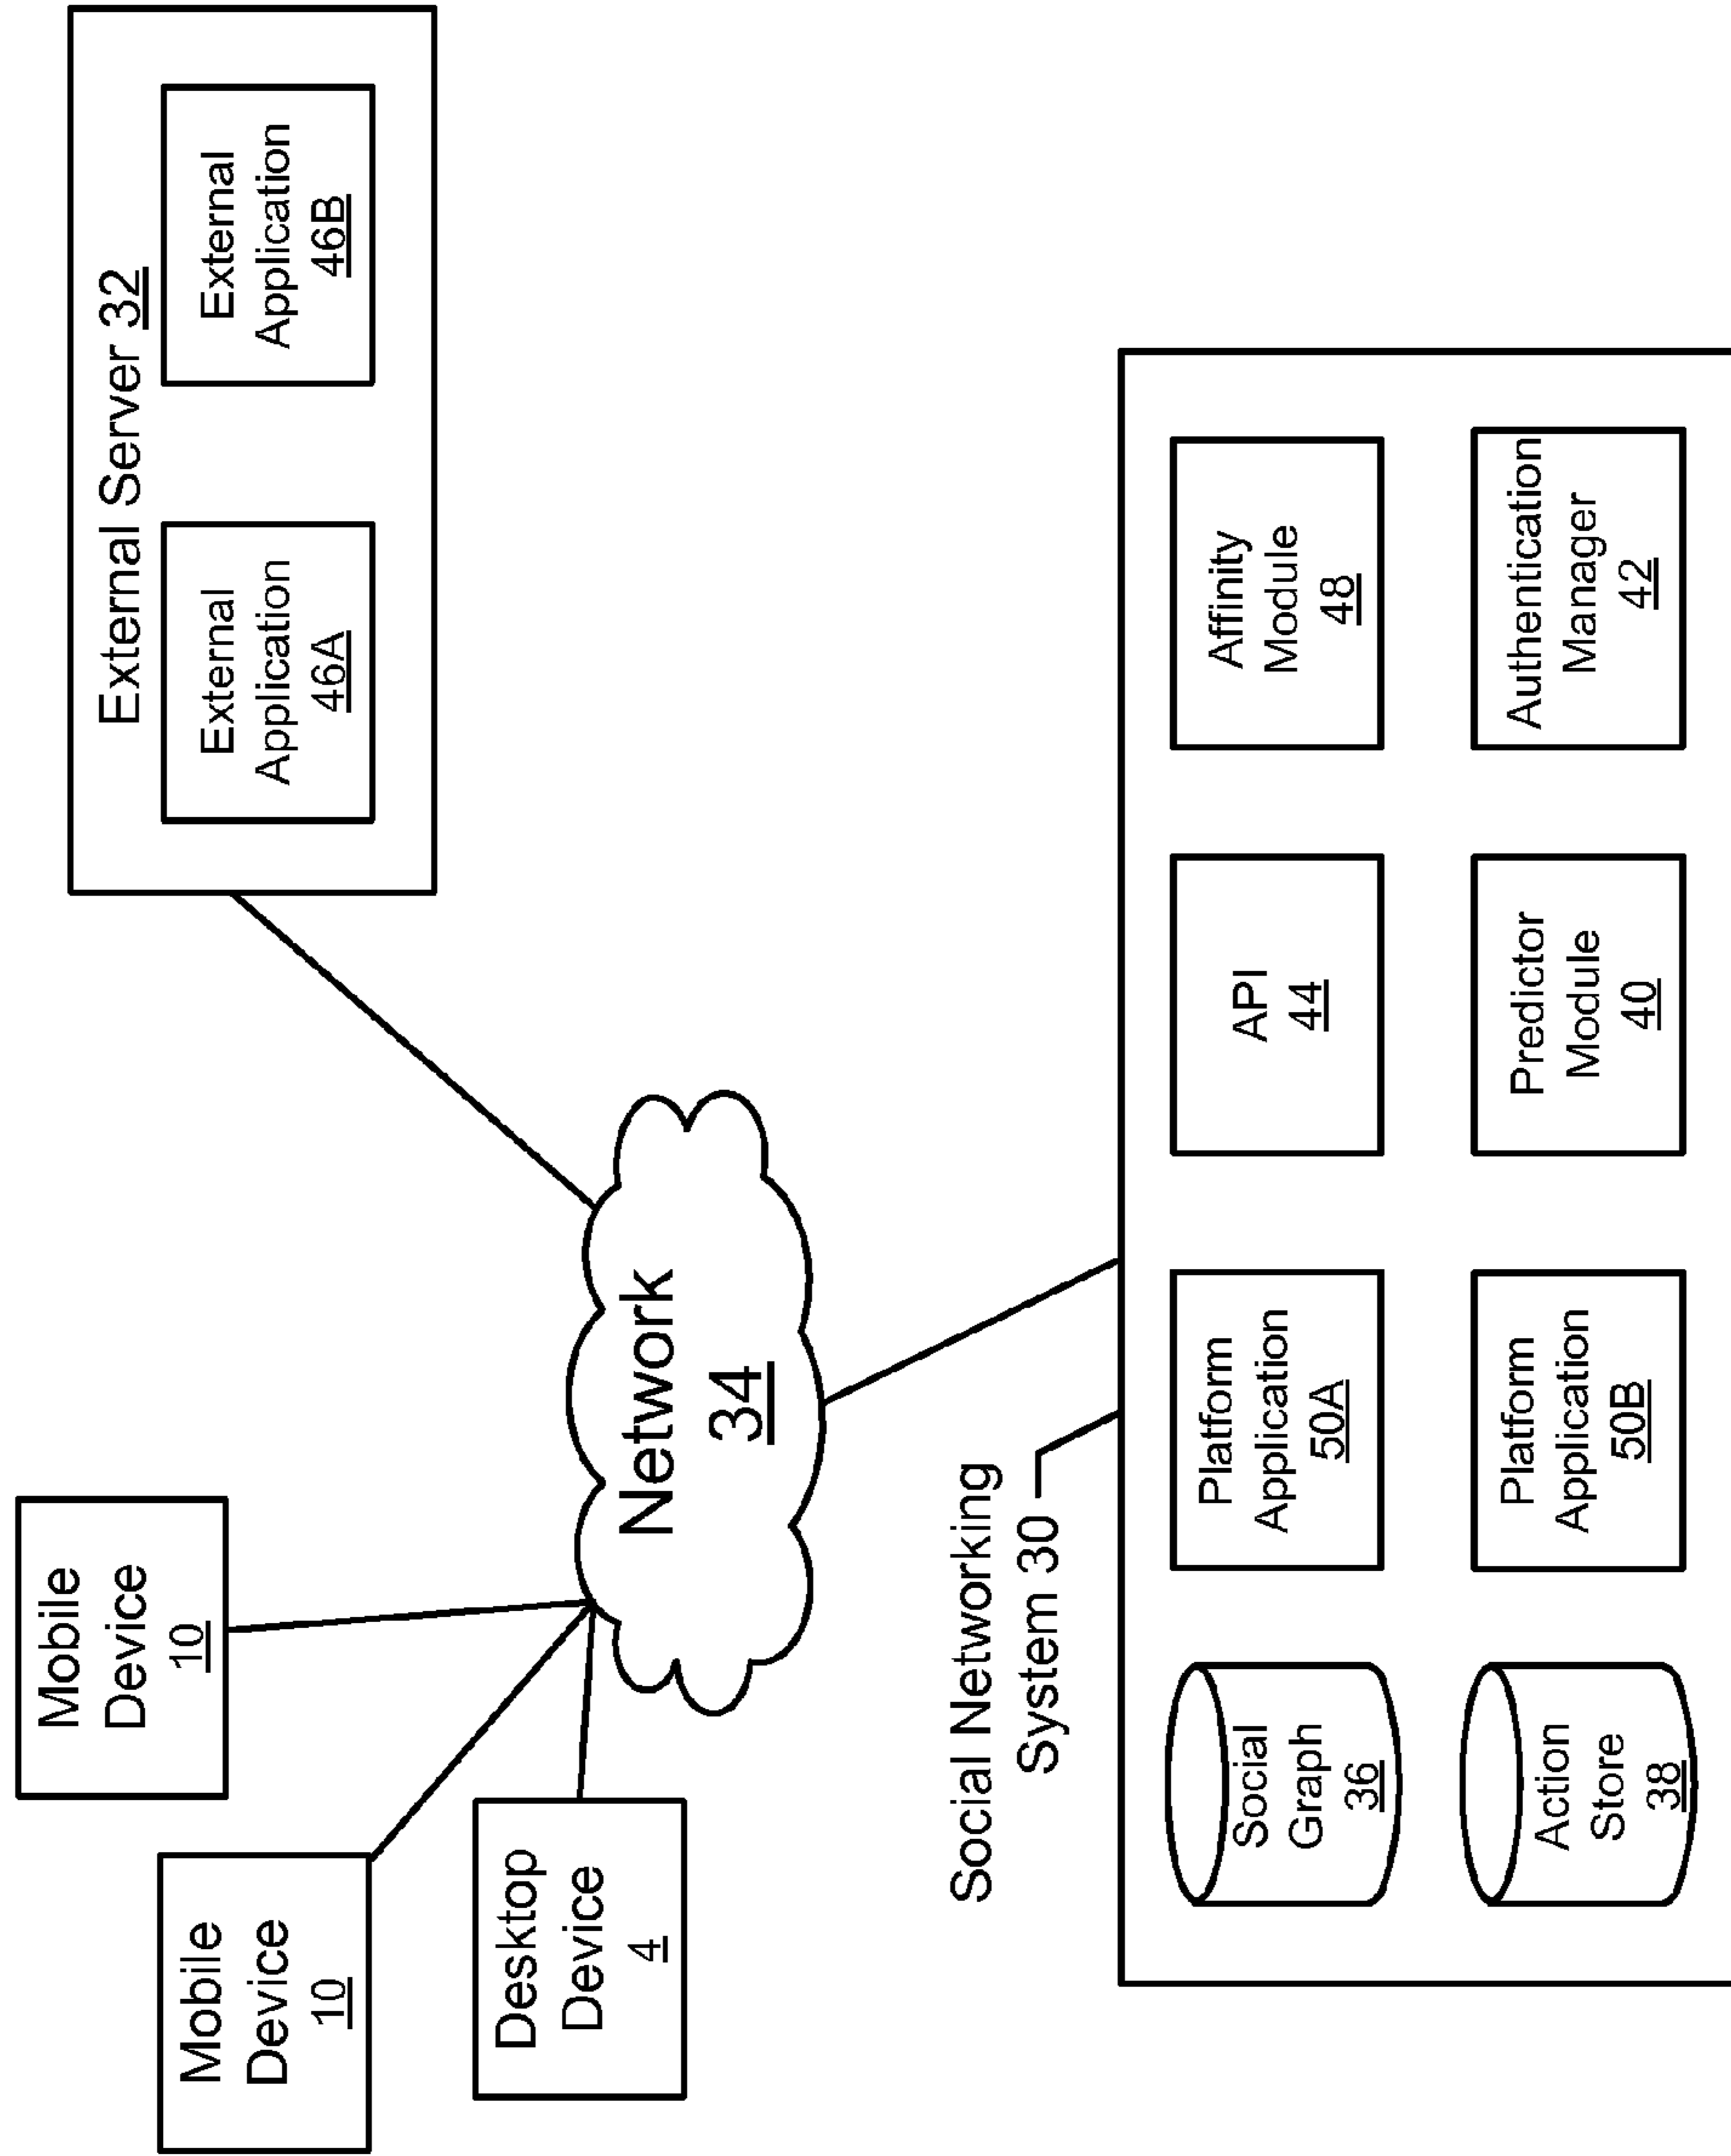 Mobile
Device
10
Mobile
Device
10
Desktop
Device
4
External Server 32
External
Application
46A
External
Application
46B
Network
34
Social Networking
System 30
Social
Graph
36
Platform
Application
50A
API
44
Affinity
Module
48
Action
Store
38
Platform
Application
50B
Predictor
Module
40
Authentication
Manager
42